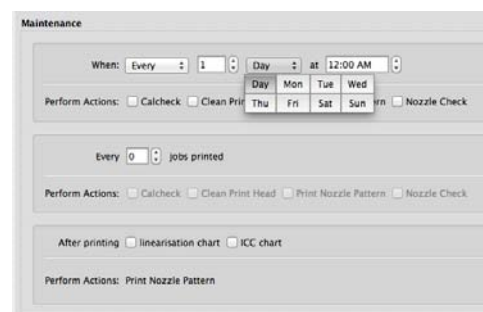 Maintenance
When: Every 1 Day at 12:00 AM
Day Mon Tue Wed
Thu Fri Sat Sun
Perform Actions: Calcheck Clean Prin rn Nozzle Check
Every 0 jobs printed
Perform Actions: Calcheck Clean Print Head Print Nozzle Pattern Nozzle Check
After printing linearisation chart ICC chart
Perform Actions: Print Nozzle Pattern